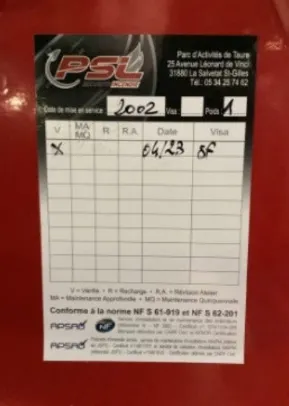 PSL
Parc d'Activités de Taure
25 Avenue Léonard de Vinci
31880 La Salvetat St-Gilles
Tél. 05 34 25 74 62
Date de mise en service 2002 Visa Poids 1
V MA MQ R R.A. Date Visa
X 04/23 BF
V = Vérifié - R = Recharge - R.A. = Révision Atelier
MA = Maintenance Approfondie - MQ = Maintenance Quinquennale
Conforme à la norme NF S 61-919 et NF S 62-201
APSAD NF
APSAD